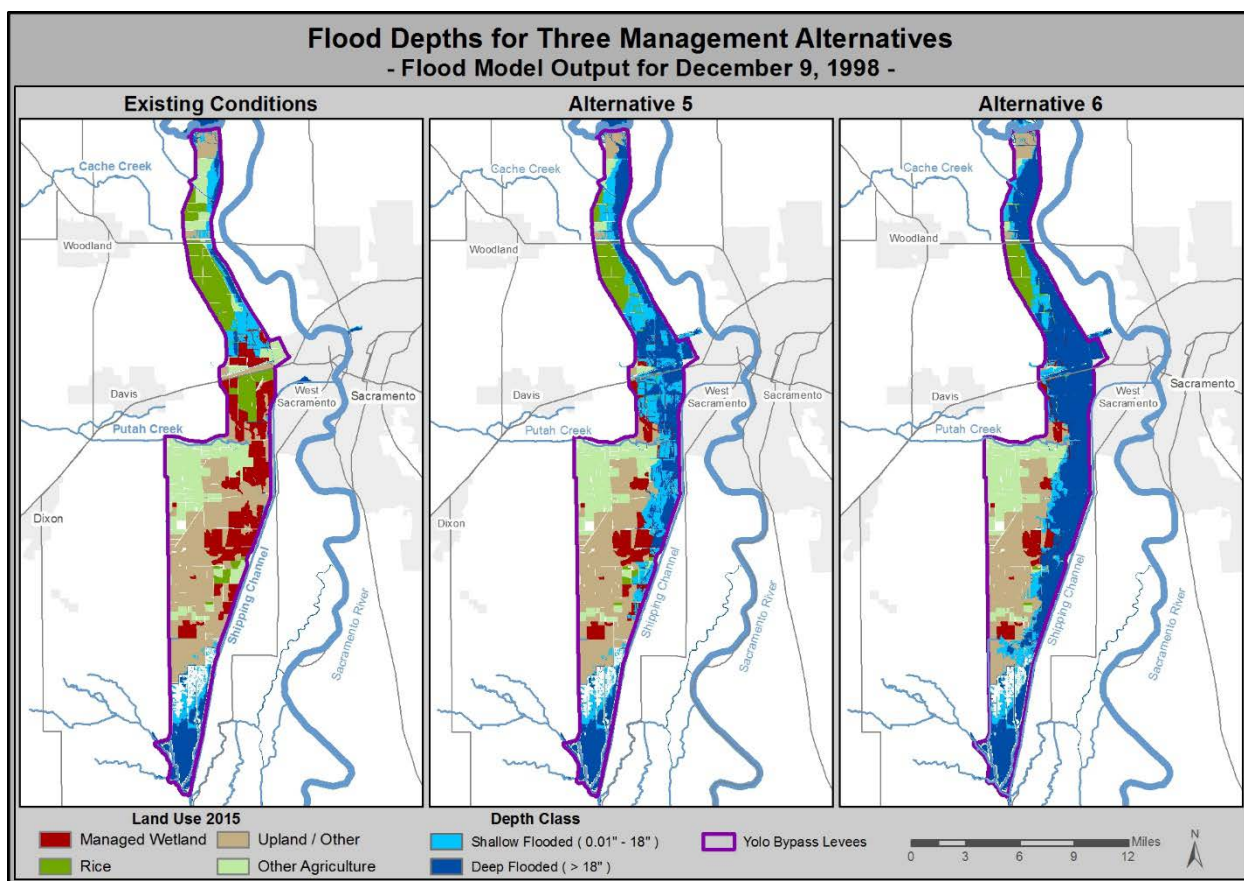 Flood Depths for Three Management Alternatives
- Flood Model Output for December 9, 1998 -
Existing Conditions
Cache Creek
Woodland
Davis
West
Sacramento
Sacramento
Putah Creek
Dixon
Shipping Channel
Sacramento River
Alternative 5
Cache Creek
Woodland
Davis
West
Sacramento
Sacramento
Putah Creek
Dixon
Shipping Channel
Sacramento River
Alternative 6
Cache Creek
Woodland
Davis
West
Sacramento
Sacramento
Putah Creek
Dixon
Shipping Channel
Sacramento River
Land Use 2015
Managed Wetland
Upland / Other
Rice
Other Agriculture
Depth Class
Shallow Flooded ( 0.01" - 18" )
Deep Flooded ( > 18" )
Yolo Bypass Levees
Miles
0 3 6 9 12
N